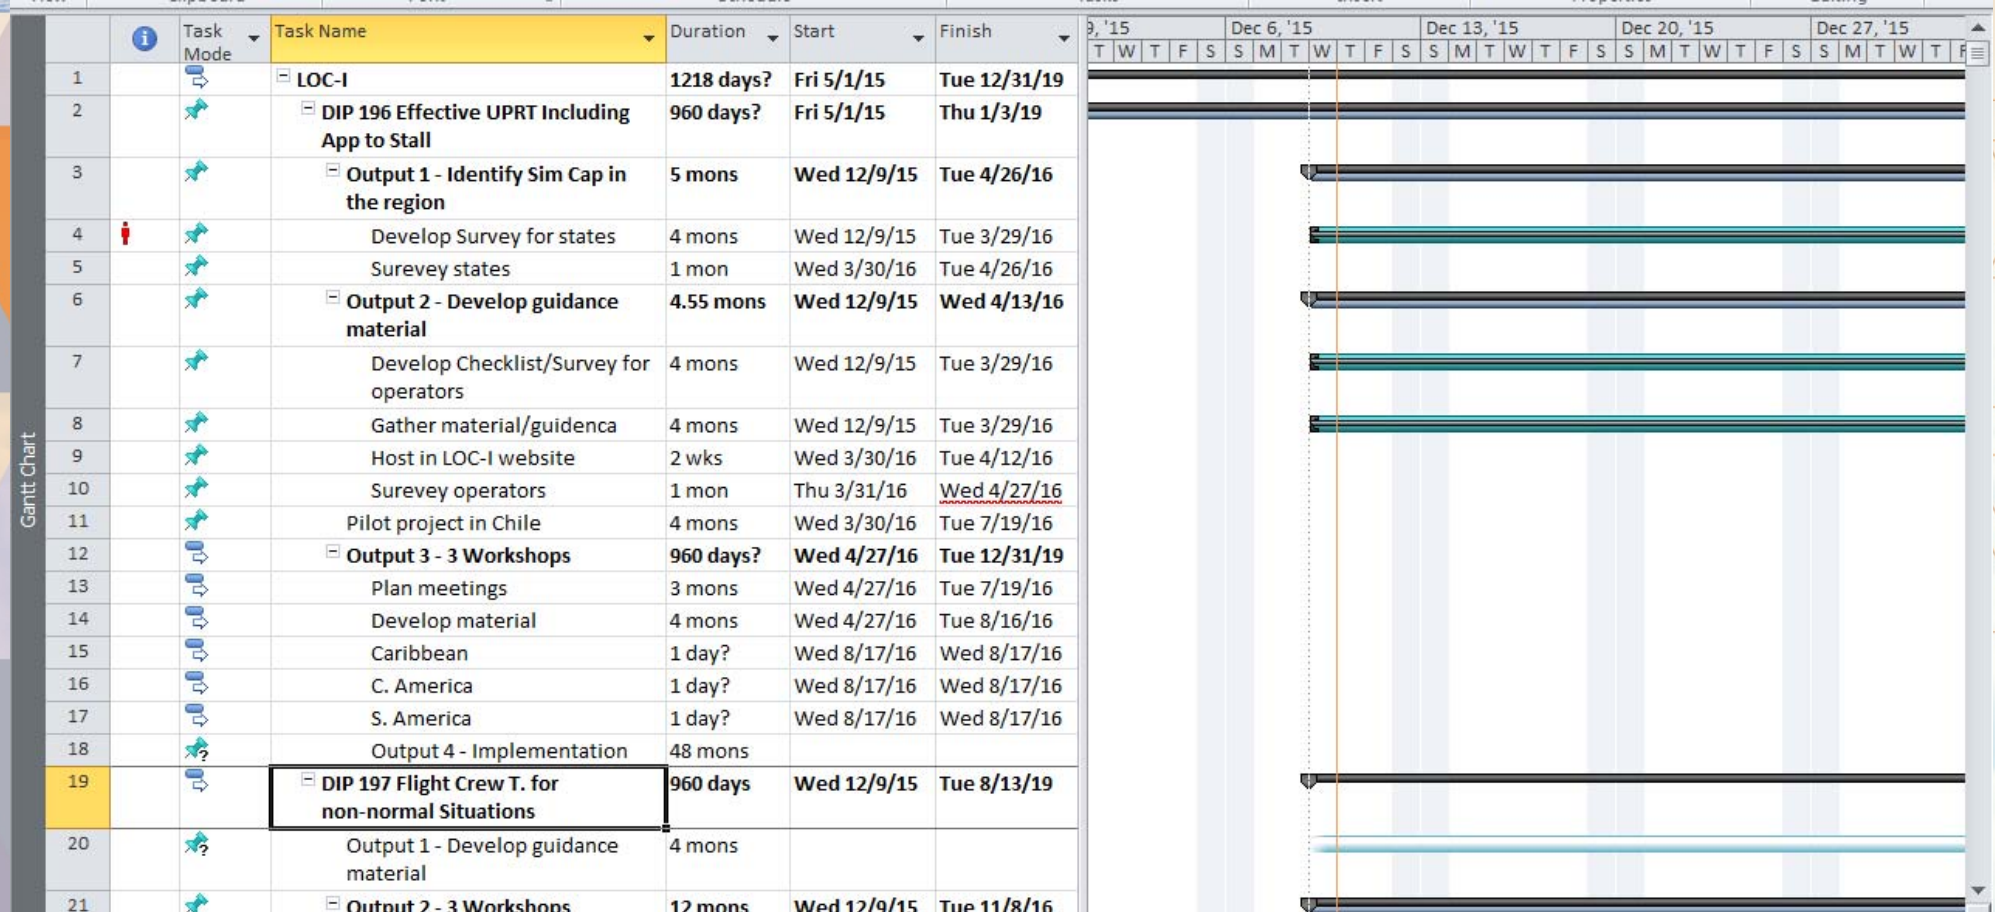 Task Mode Task Name Duration Start Finish
9, '15 Dec 6, '15 Dec 13, '15 Dec 20, '15 Dec 27, '15
T W T F S S M T W T F S S M T W T F S S M T W T F S S M T W T F
1 LOC-I 1218 days? Fri 5/1/15 Tue 12/31/19
2 DIP 196 Effective UPRT Including 960 days? Fri 5/1/15 Thu 1/3/19
App to Stall
3 Output 1 - Identify Sim Cap in 5 mons Wed 12/9/15 Tue 4/26/16
the region
4 Develop Survey for states 4 mons Wed 12/9/15 Tue 3/29/16
5 Surevey states 1 mon Wed 3/30/16 Tue 4/26/16
6 Output 2 - Develop guidance 4.55 mons Wed 12/9/15 Wed 4/13/16
material
7 Develop Checklist/Survey for 4 mons Wed 12/9/15 Tue 3/29/16
operators
8 Gather material/guidenca 4 mons Wed 12/9/15 Tue 3/29/16
9 Host in LOC-I website 2 wks Wed 3/30/16 Tue 4/12/16
10 Surevey operators 1 mon Thu 3/31/16 Wed 4/27/16
11 Pilot project in Chile 4 mons Wed 3/30/16 Tue 7/19/16
12 Output 3 - 3 Workshops 960 days? Wed 4/27/16 Tue 12/31/19
13 Plan meetings 3 mons Wed 4/27/16 Tue 7/19/16
14 Develop material 4 mons Wed 4/27/16 Tue 8/16/16
15 Caribbean 1 day? Wed 8/17/16 Wed 8/17/16
16 C. America 1 day? Wed 8/17/16 Wed 8/17/16
17 S. America 1 day? Wed 8/17/16 Wed 8/17/16
18 Output 4 - Implementation 48 mons
19 DIP 197 Flight Crew T. for 960 days Wed 12/9/15 Tue 8/13/19
non-normal Situations
20 Output 1 - Develop guidance 4 mons
material
21 Output 2 - 3 Workshops 12 mons Wed 12/9/15 Tue 11/8/16
Gantt Chart